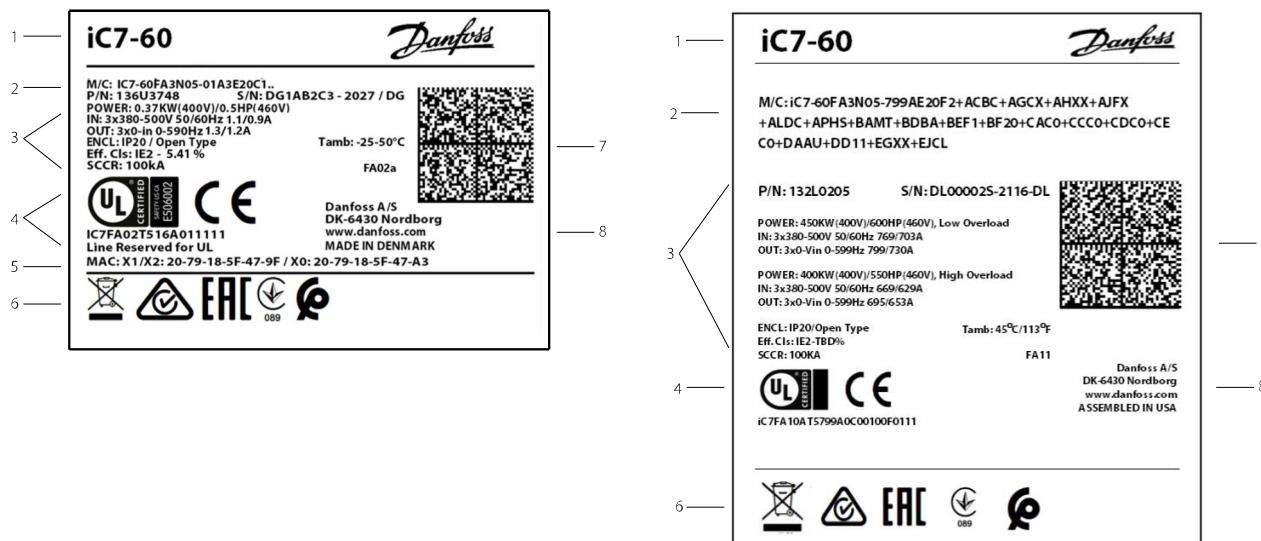 1
iC7-60
Danfoss
2
M/C: IC7-60FA3N05-01A3E20C1..
P/N: 136U3748 S/N: DG1AB2C3 - 2027 / DG
POWER: 0.37KW(400V)/0.5HP(460V)
3
IN: 3x380-500V 50/60Hz 1.1/0.9A
OUT: 3x0-in 0-590Hz 1.3/1.2A
ENCL: IP20 / Open Type Tamb: -25-50°C
7
Eff. Cls: IE2 - 5.41 %
SCCR: 100kA FA02a
4
UL CERTIFIED SAFETY US-CA E506002 CE
IC7FA02T516A011111
Line Reserved for UL
Danfoss A/S
DK-6430 Nordborg
www.danfoss.com
8
MADE IN DENMARK
5
MAC: X1/X2: 20-79-18-5F-47-9F / X0: 20-79-18-5F-47-A3
6
EAC
089
1
iC7-60
Danfoss
2
M/C: iC7-60FA3N05-799AE20F2+ACBC+AGCX+AHXX+AJFX
+ALDC+APHS+BAMT+BDBA+BEF1+BF20+CAC0+CCC0+CDC0+CE
C0+DAAU+DD11+EGXX+EJCL
P/N: 132L0205 S/N: DL00002S-2116-DL
3
POWER: 450KW(400V)/600HP(460V), Low Overload
IN: 3x380-500V 50/60Hz 769/703A
OUT: 3x0-Vin 0-599Hz 799/730A
POWER: 400KW(400V)/550HP(460V), High Overload
IN: 3x380-500V 50/60Hz 669/629A
OUT: 3x0-Vin 0-599Hz 695/653A
ENCL: IP20/Open Type Tamb: 45°C/113°F
Eff. Cls: IE2-TBD%
SCCR: 100KA FA11
4
UL CERTIFIED CE
iC7FA10AT5799A0C00100F0111
Danfoss A/S
DK-6430 Nordborg
www.danfoss.com
8
ASSEMBLED IN USA
6
EAC
089